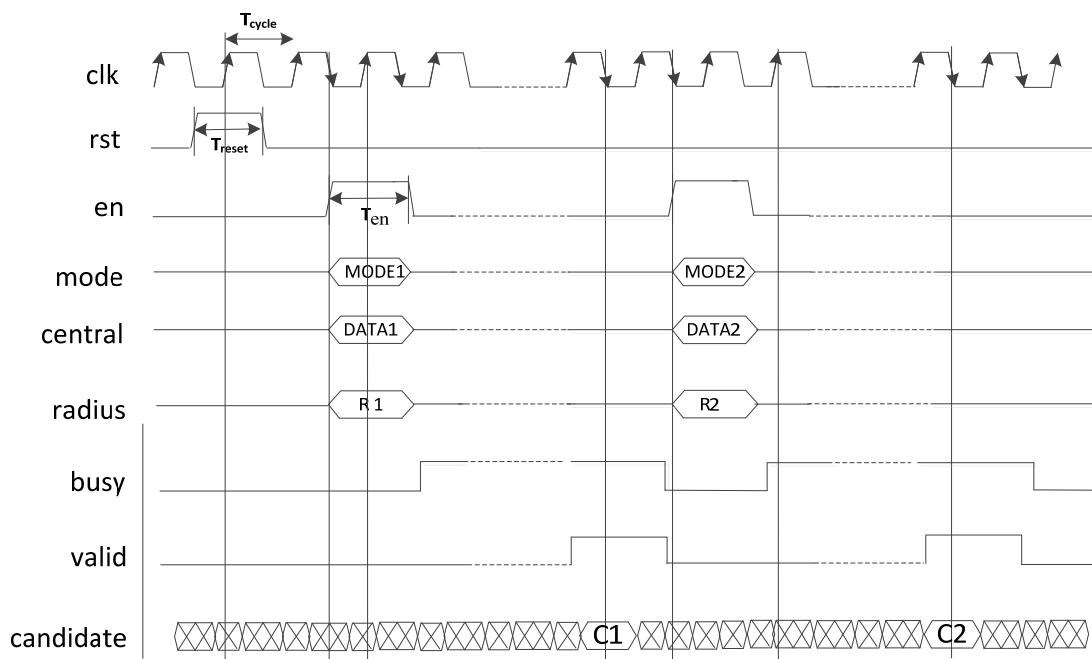 Tcycle
clk
rst
Treset
en
Ten
mode
MODE1
MODE2
central
DATA1
DATA2
radius
R1
R2
busy
valid
candidate
C1
C2